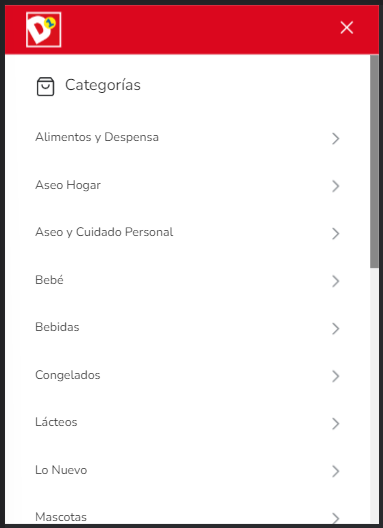 D1
Categorías
Alimentos y Despensa
Aseo Hogar
Aseo y Cuidado Personal
Bebé
Bebidas
Congelados
Lácteos
Lo Nuevo
Mascotas